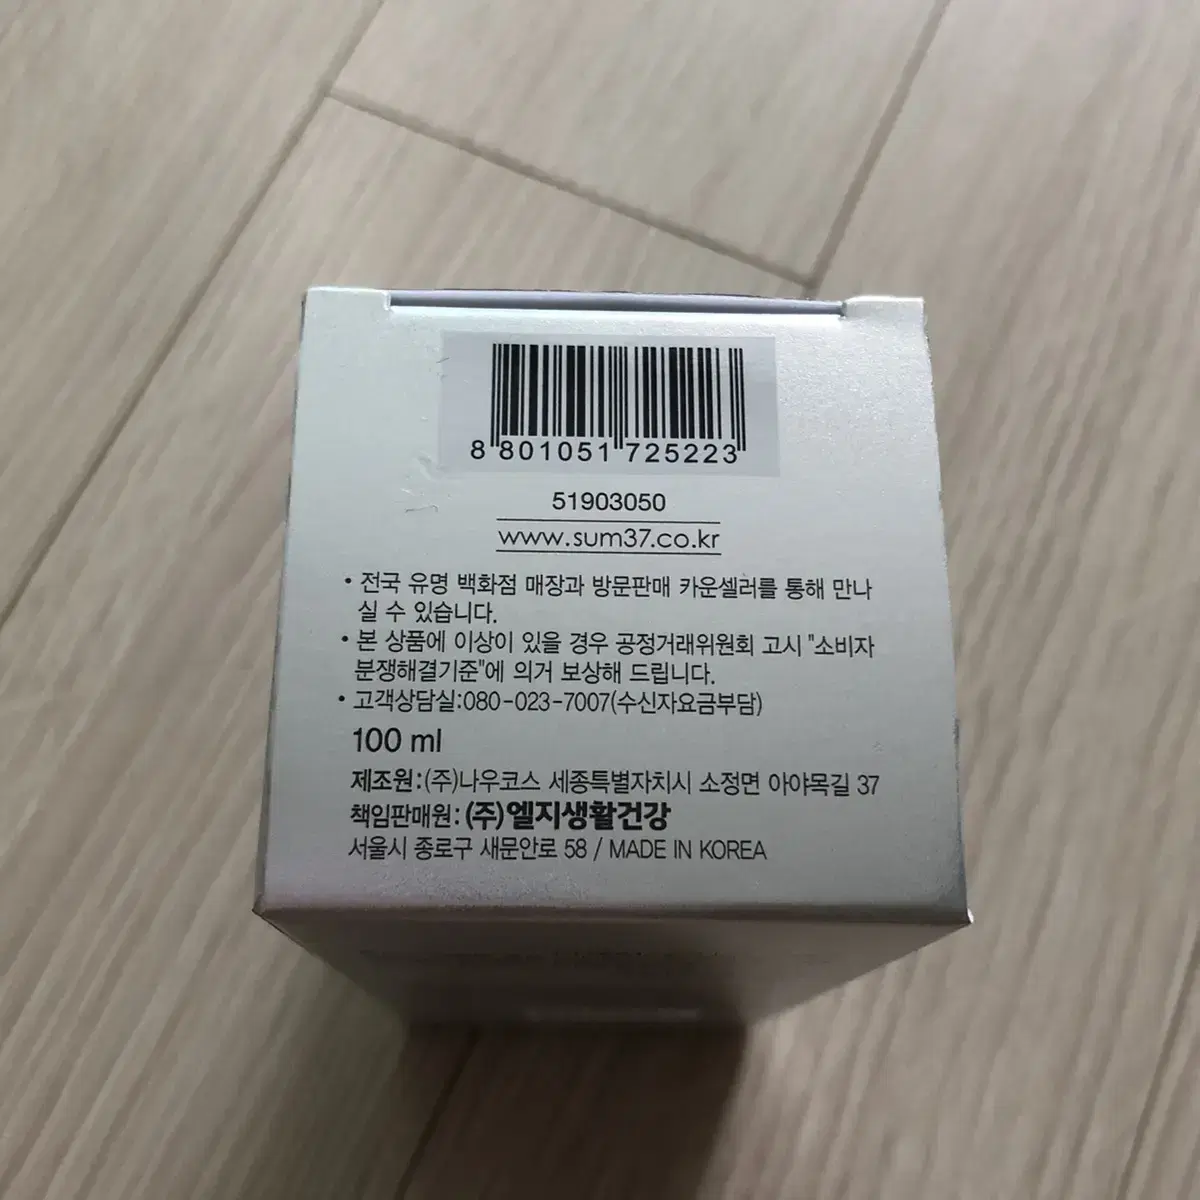 8 801051 725223
51903050
www.sum37.co.kr
• 전국 유명 백화점 매장과 방문판매 카운셀러를 통해 만나
실 수 있습니다.
• 본 상품에 이상이 있을 경우 공정거래위원회 고시 "소비자
분쟁해결기준"에 의거 보상해 드립니다.
• 고객상담실:080-023-7007(수신자요금부담)
100 ml
제조원:(주)나우코스 세종특별자치시 소정면 아야목길 37
책임판매원: (주)엘지생활건강
서울시 종로구 새문안로 58 / MADE IN KOREA